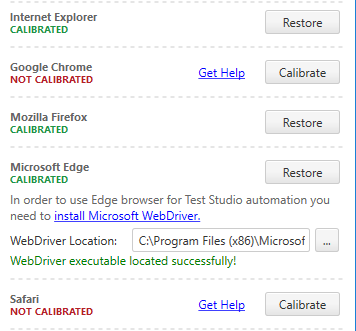 Internet Explorer
CALIBRATED
Restore
Google Chrome
NOT CALIBRATED
Get Help
Calibrate
Mozilla Firefox
CALIBRATED
Restore
Microsoft Edge
CALIBRATED
Restore
In order to use Edge browser for Test Studio automation you
need to install Microsoft WebDriver.
WebDriver Location: C:\Program Files (x86)\Microsof ...
WebDriver executable located successfully!
Safari
NOT CALIBRATED
Get Help
Calibrate